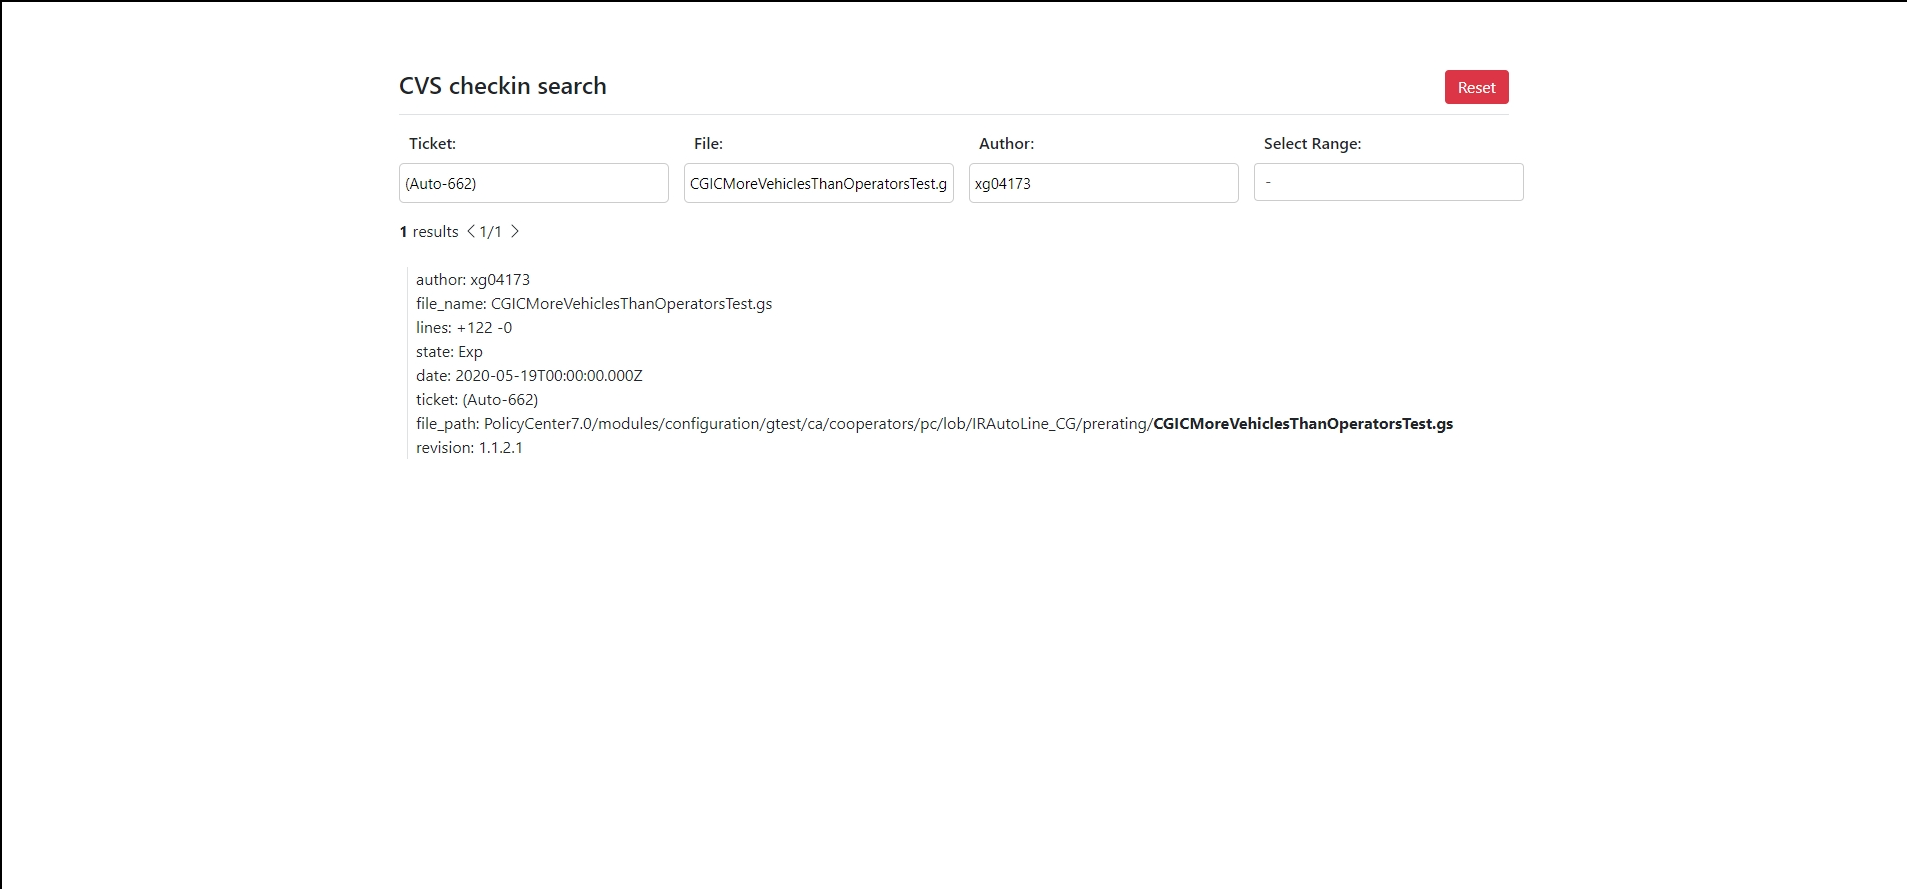 CVS checkin search
Reset
Ticket: File: Author: Select Range:
(Auto-662) CGICMoreVehiclesThanOperatorsTest.g xg04173 -
1 results < 1/1 >
author: xg04173
file_name: CGICMoreVehiclesThanOperatorsTest.gs
lines: +122 -0
state: Exp
date: 2020-05-19T00:00:00.000Z
ticket: (Auto-662)
file_path: PolicyCenter7.0/modules/configuration/gtest/ca/cooperators/pc/lob/IRAutoLine_CG/prerating/CGICMoreVehiclesThanOperatorsTest.gs
revision: 1.1.2.1